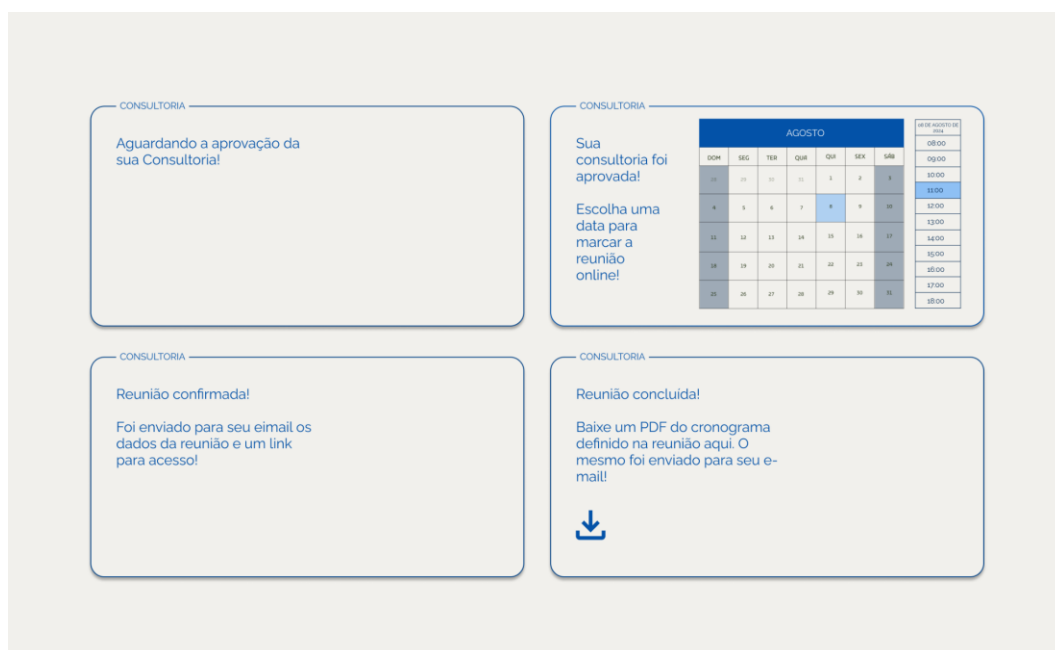 CONSULTORIA
Aguardando a aprovação da
sua Consultoria!
CONSULTORIA
Sua
consultoria foi
aprovada!
Escolha uma
data para
marcar a
reunião
online!
AGOSTO
DOM SEG TER QUA QUI SEX SÁB
28 29 30 31 1 2 3
4 5 6 7 8 9 10
11 12 13 14 15 16 17
18 19 20 21 22 23 24
25 26 27 28 29 30 31
DE AGOSTO DE
2024
08:00
09:00
10:00
11:00
12:00
13:00
14:00
15:00
16:00
17:00
18:00
CONSULTORIA
Reunião confirmada!
Foi enviado para seu eimail os
dados da reunião e um link
para acesso!
CONSULTORIA
Reunião concluída!
Baixe um PDF do cronograma
definido na reunião aqui. O
mesmo foi enviado para seu e-
mail!